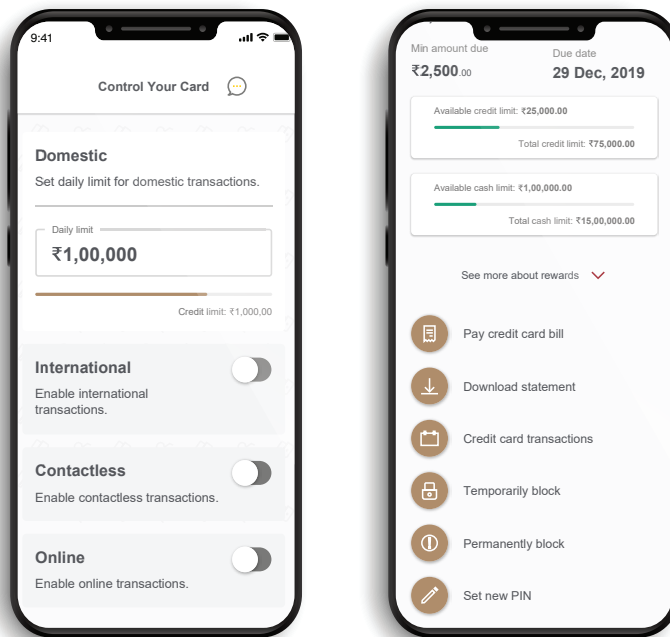 9:41
Control Your Card
Domestic
Set daily limit for domestic transactions.
Daily limit
₹1,00,000
Credit limit: ₹1,000,00
International
Enable international
transactions.
Contactless
Enable contactless transactions.
Online
Enable online transactions.
Min amount due
₹2,500.00
Due date
29 Dec, 2019
Available credit limit: ₹25,000.00
Total credit limit: ₹75,000.00
Available cash limit: ₹1,00,000.00
Total cash limit: ₹15,00,000.00
See more about rewards
Pay credit card bill
Download statement
Credit card transactions
Temporarily block
Permanently block
Set new PIN